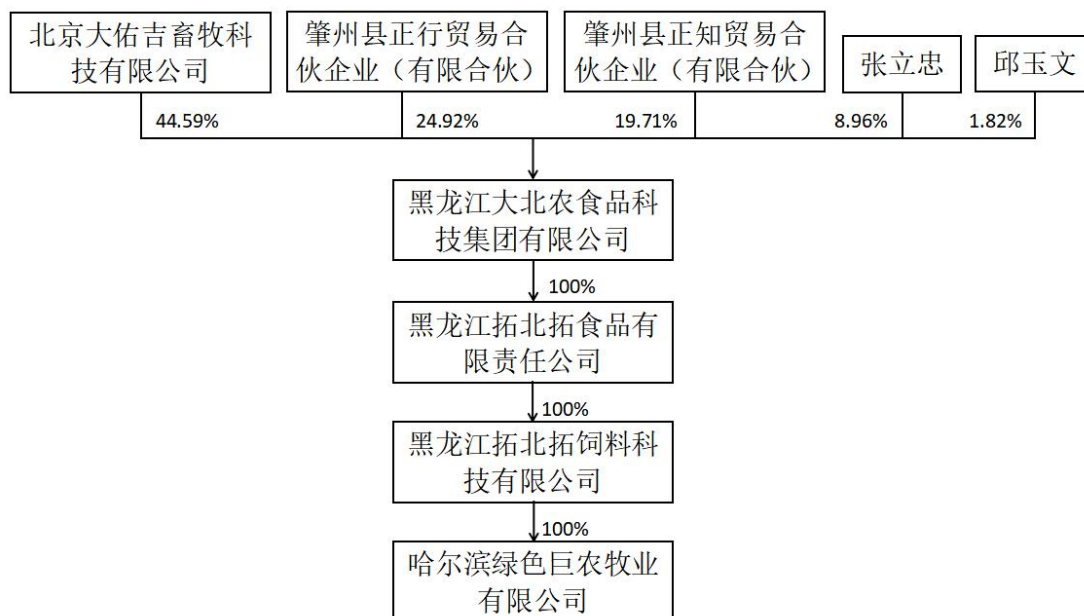 北京大佑吉畜牧科
技有限公司
肇州县正行贸易合
伙企业（有限合伙）
肇州县正知贸易合
伙企业（有限合伙）
张立忠
邱玉文
44.59%
24.92%
19.71%
8.96%
1.82%
黑龙江大北农食品科
技集团有限公司
100%
黑龙江拓北拓食品有
限责任公司
100%
黑龙江拓北拓饲料科
技有限公司
100%
哈尔滨绿色巨农牧业
有限公司